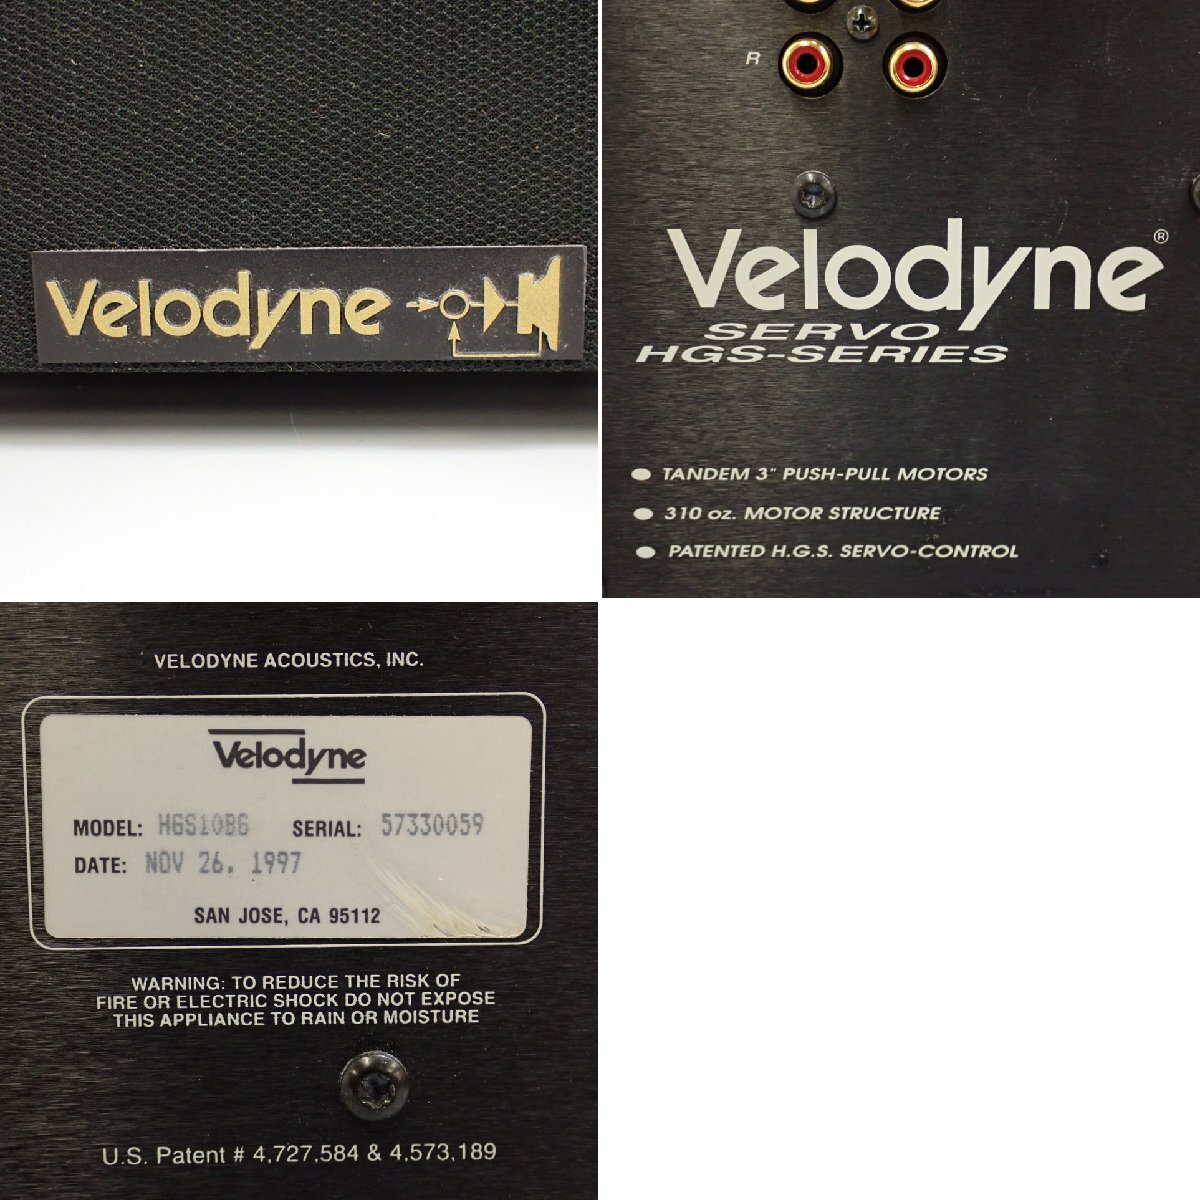 Velodyne
R
Velodyne®
SERVO
HGS-SERIES
TANDEM 3" PUSH-PULL MOTORS
310 oz. MOTOR STRUCTURE
PATENTED H.G.S. SERVO-CONTROL
VELODYNE ACOUSTICS, INC.
Velodyne
MODEL: HGS10BG SERIAL: 57330059
DATE: NOV 26. 1997
SAN JOSE, CA 95112
WARNING: TO REDUCE THE RISK OF
FIRE OR ELECTRIC SHOCK DO NOT EXPOSE
THIS APPLIANCE TO RAIN OR MOISTURE
U.S. Patent # 4,727,584 & 4,573,189